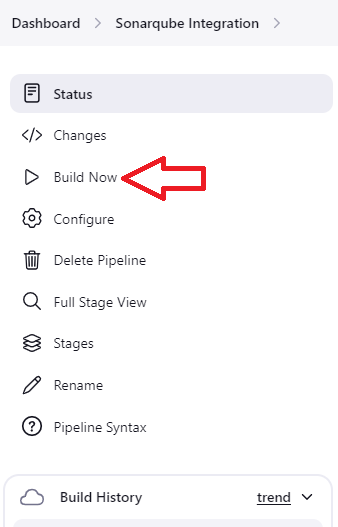 Dashboard Sonarqube Integration
Status
Changes
Build Now
Configure
Delete Pipeline
Full Stage View
Stages
Rename
Pipeline Syntax
Build History trend